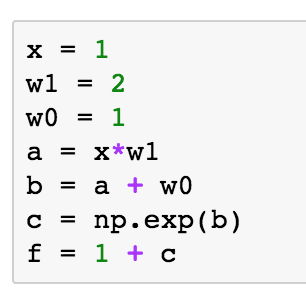 x = 1
w1 = 2
w0 = 1
a = x*w1
b = a + w0
c = np.exp(b)
f = 1 + c